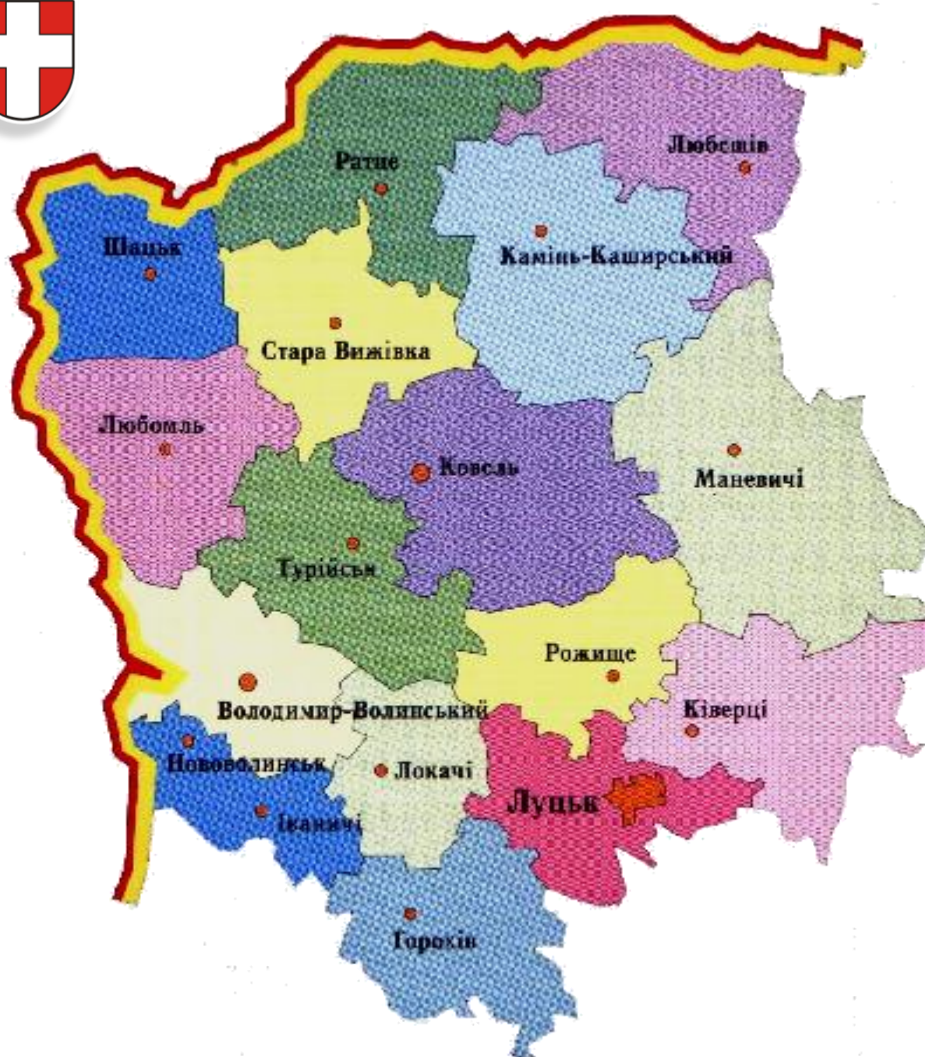 Любешів
Ратне
Шацьк
Камінь-Каширський
Стара Вижівка
Любомль
Ковель
Маневичі
Турійськ
Рожище
Володимир-Волинський
Ківерці
Нововолинськ
Локачі
Луцьк
Іваничі
Горохів